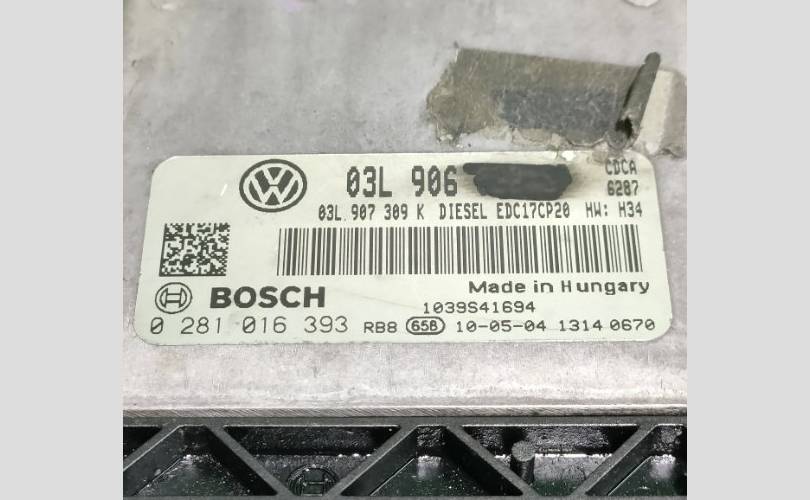 03L 906 CDCA
6287
03L 907 309 K DIESEL EDC17CP20 HW: H34
Made in Hungary
BOSCH 1039S41694
0 281 016 393 RB8 658 10-05-04 1314 0670